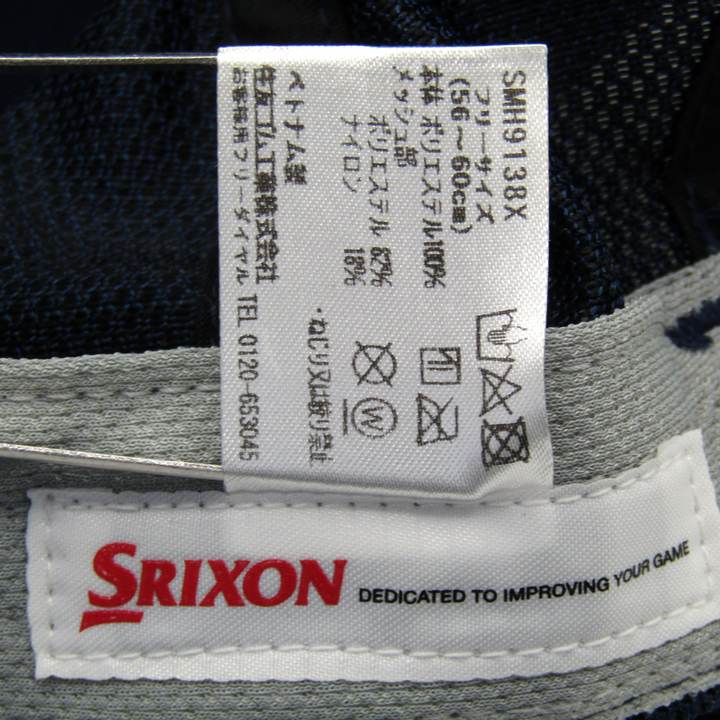 SMH9138X
フリーサイズ
(56～60cm)
本体 ポリエステル100%
メッシュ部
ポリエステル 82%
ナイロン 18%
・ねじり又は絞り禁止
W
ベトナム製
住友ゴム工業株式会社
お客様用フリーダイヤル TEL 0120-653045
SRIXON
DEDICATED TO IMPROVING YOUR GAME